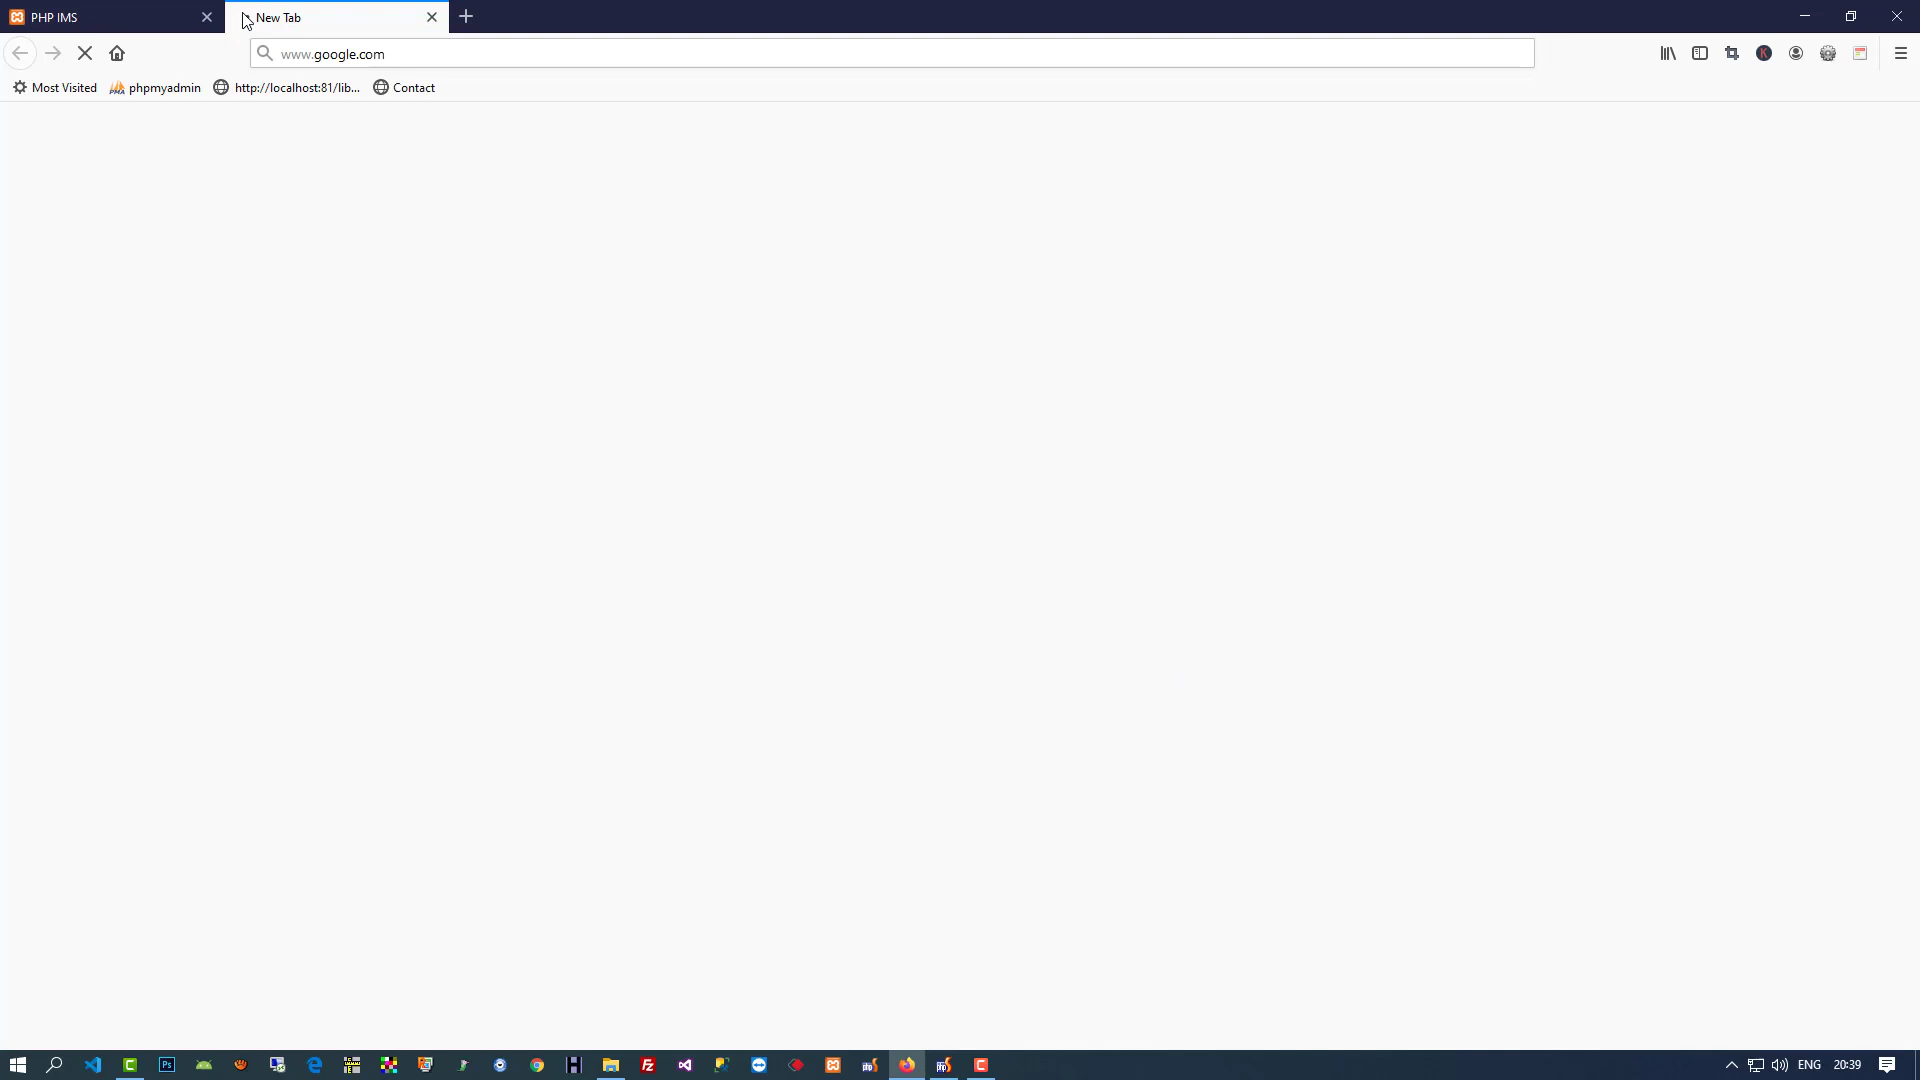 PHP IMS
New Tab
www.google.com
Most Visited
phpmyadmin
http://localhost:81/lib...
Contact
ENG
20:39